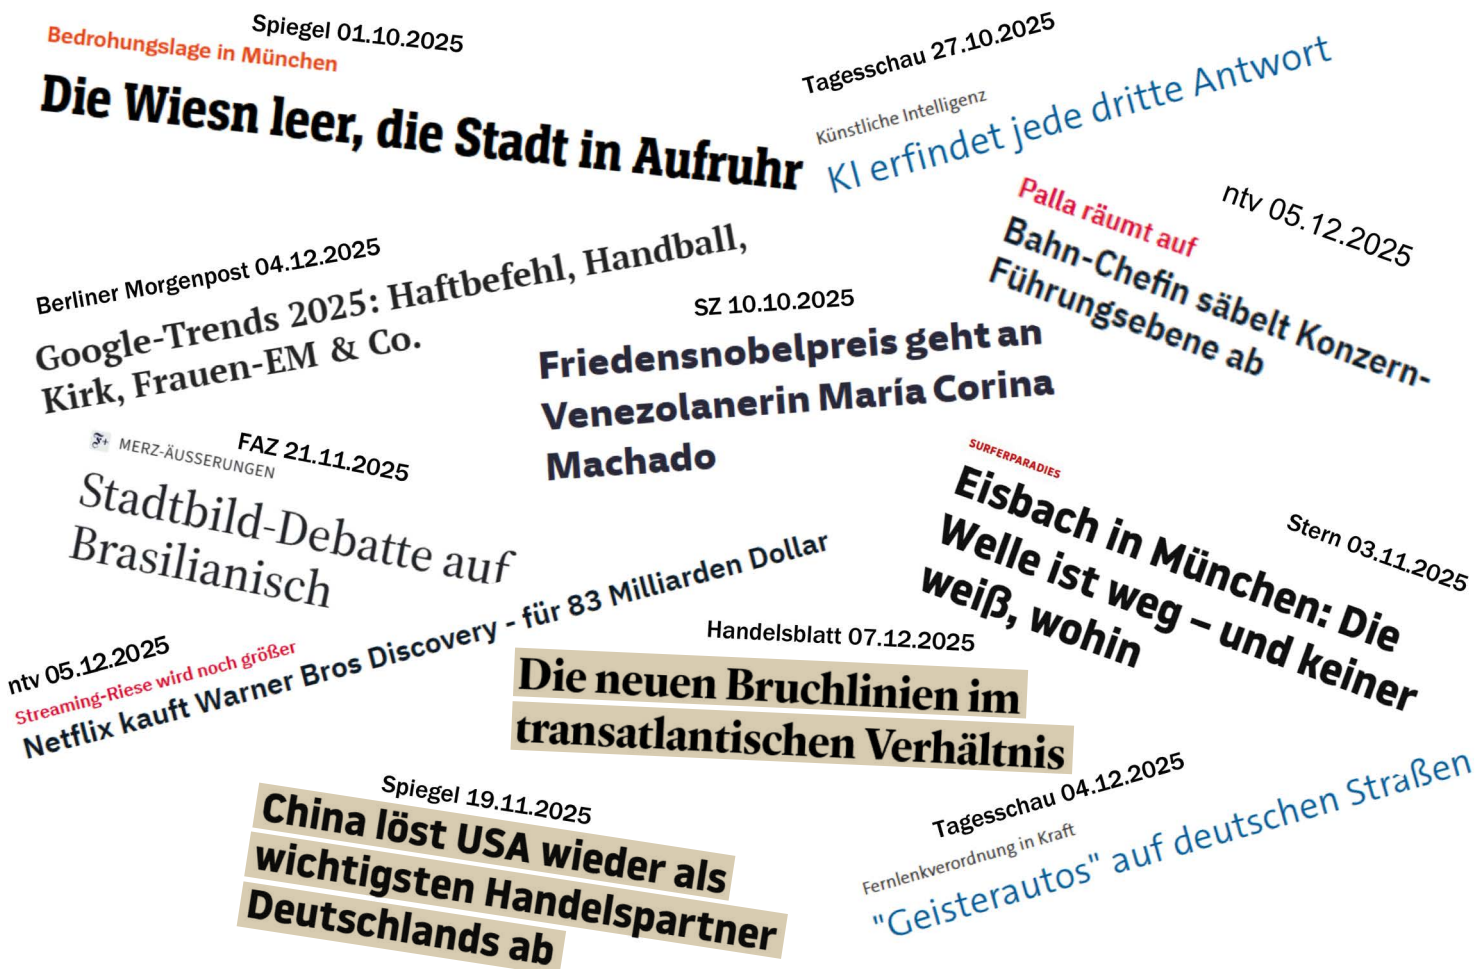 Spiegel 01.10.2025
Bedrohungslage in München
Die Wiesn leer, die Stadt in Aufruhr
Tagesschau 27.10.2025
Künstliche Intelligenz
KI erfindet jede dritte Antwort
ntv 05.12.2025
Palla räumt auf
Bahn-Chefin säbelt Konzern-
Führungsebene ab
Berliner Morgenpost 04.12.2025
Google-Trends 2025: Haftbefehl, Handball,
Kirk, Frauen-EM & Co.
SZ 10.10.2025
Friedensnobelpreis geht an
Venezolanerin María Corina
Machado
FAZ 21.11.2025
F+ MERZ-ÄUSSERUNGEN
Stadtbild-Debatte auf
Brasilianisch
SURFERPARADIES
Stern 03.11.2025
Eisbach in München: Die
Welle ist weg – und keiner
weiß, wohin
ntv 05.12.2025
Streaming-Riese wird noch größer
Netflix kauft Warner Bros Discovery - für 83 Milliarden Dollar
Handelsblatt 07.12.2025
Die neuen Bruchlinien im
transatlantischen Verhältnis
Spiegel 19.11.2025
China löst USA wieder als
wichtigsten Handelspartner
Deutschlands ab
Tagesschau 04.12.2025
Fernlenkverordnung in Kraft
"Geisterautos" auf deutschen Straßen